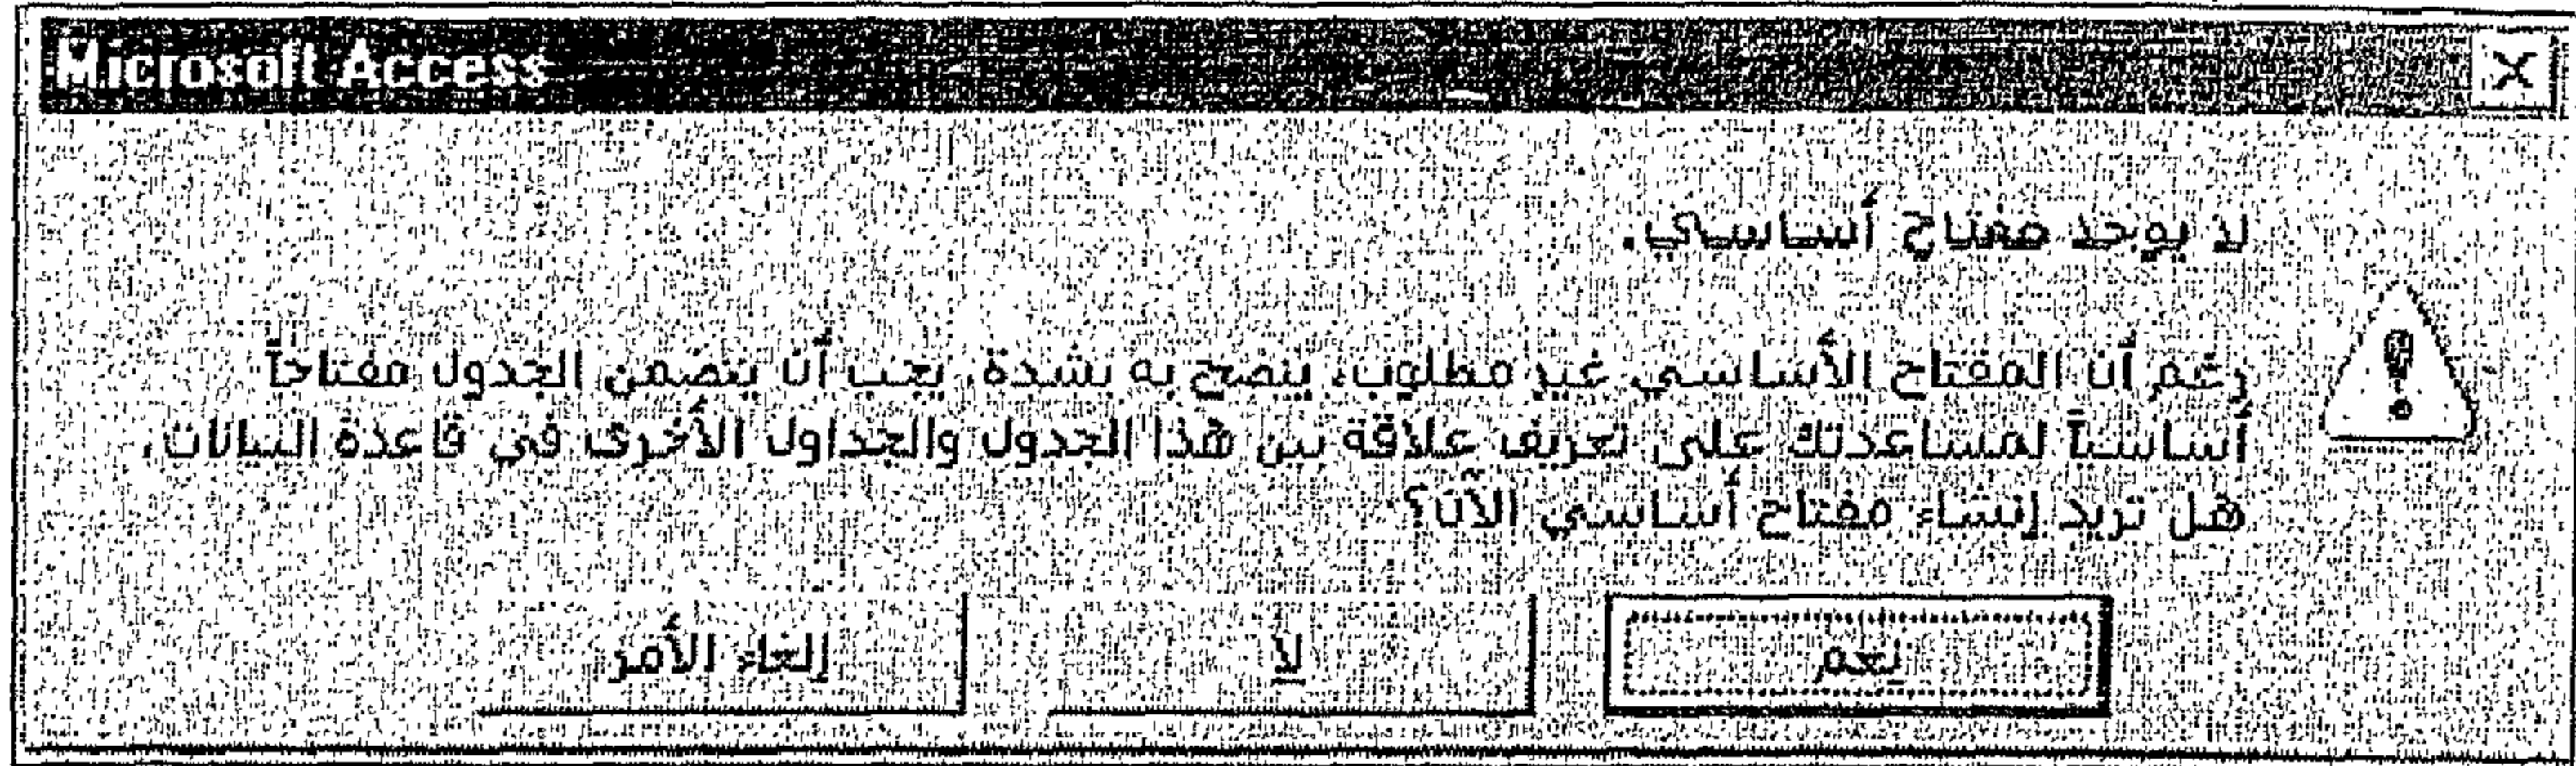 Microsoft Access
لا يوجد مفتاح أساسي.
رغم أن المفتاح الأساسي غير مطلوب، ينصح به بشدة. يجب أن يتضمن الجدول مفتاحاً
أساسياً لمساعدتك على تعريف علاقة بين هذا الجدول والجداول الأخرى في قاعدة البيانات.
هل تريد إنشاء مفتاح أساسي الآن؟
نعم
لا
إلغاء الأمر